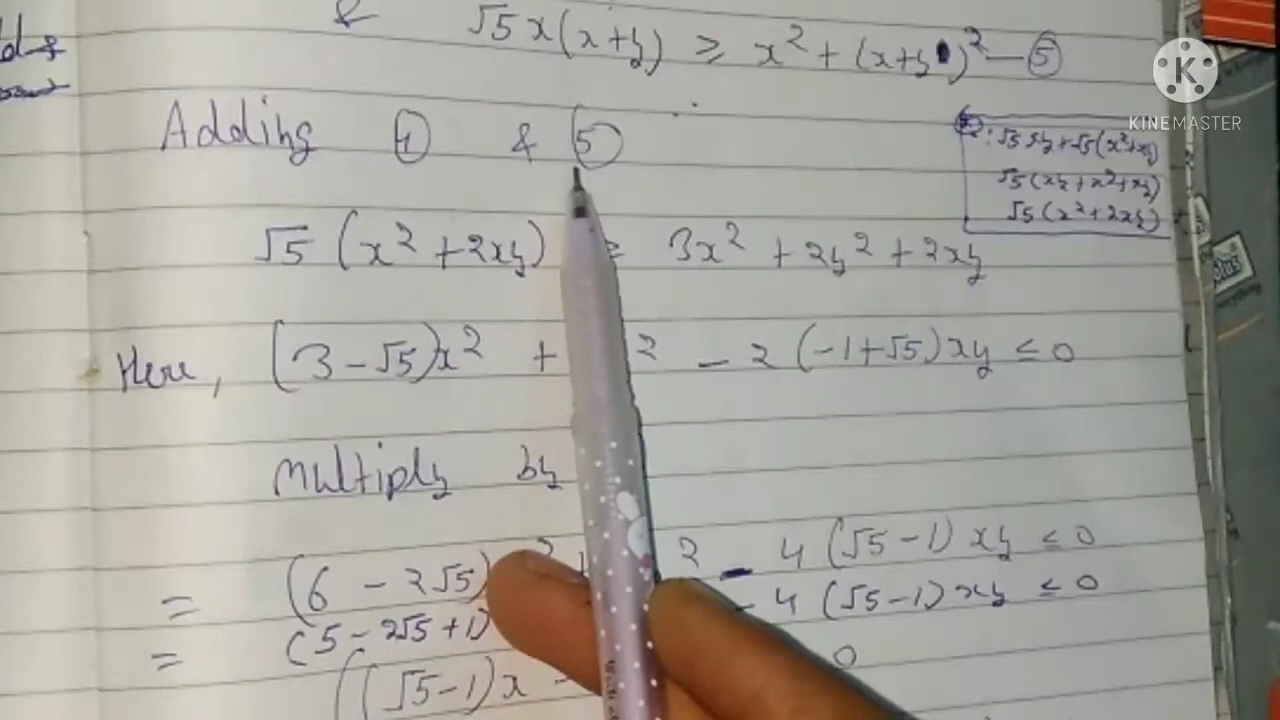 & √5 x(x+y) ≥ x² + (x+y)² — ⑤
KINEMASTER
Adding ④ & ⑤
√5 xy + √5(x²+xy)
√5(xy + x² + xy)
√5(x² + 2xy)
√5 (x² + 2xy) 3x² + 2y² + 2xy
Here, (3 - √5)x² + ² - 2 (-1+√5)xy ≤ 0
multiply by
= (6 - 2√5) ² + ² - 4 (√5-1) xy ≤ 0
= (5 - 2√5 + 1) - 4 (√5-1) xy ≤ 0
((√5-1)x - 0
plus